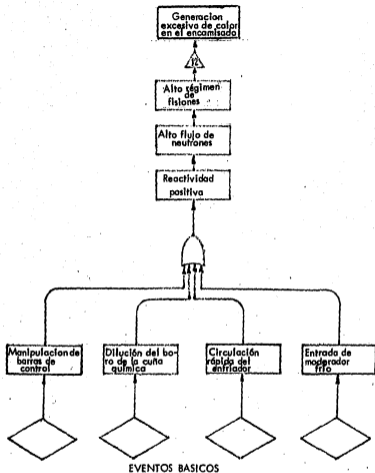 Generacion
excesiva de calor
en el encamisado
12
Alto régimen
de
fisiones
Alto flujo de
neutrones
Reactividad
positiva
Manipulacion de
barras de
control
Dilución del bo-
ro de la cuña
química
Circulación
rápida del
enfriador
Entrada de
moderador
frío
EVENTOS BASICOS